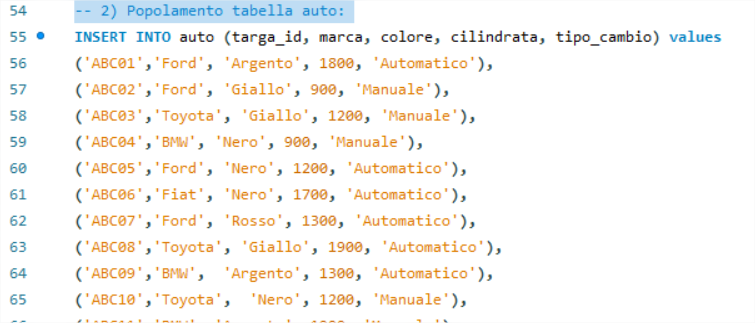 54 -- 2) Popolamento tabella auto:
55 INSERT INTO auto (targa_id, marca, colore, cilindrata, tipo_cambio) values
56 ('ABC01','Ford', 'Argento', 1800, 'Automatico'),
57 ('ABC02','Ford', 'Giallo', 900, 'Manuale'),
58 ('ABC03','Toyota', 'Giallo', 1200, 'Manuale'),
59 ('ABC04','BMW', 'Nero', 900, 'Manuale'),
60 ('ABC05','Ford', 'Nero', 1200, 'Automatico'),
61 ('ABC06','Fiat', 'Nero', 1700, 'Automatico'),
62 ('ABC07','Ford', 'Rosso', 1300, 'Automatico'),
63 ('ABC08','Toyota', 'Giallo', 1900, 'Automatico'),
64 ('ABC09','BMW',  'Argento', 1300, 'Automatico'),
65 ('ABC10','Toyota',  'Nero', 1200, 'Manuale'),